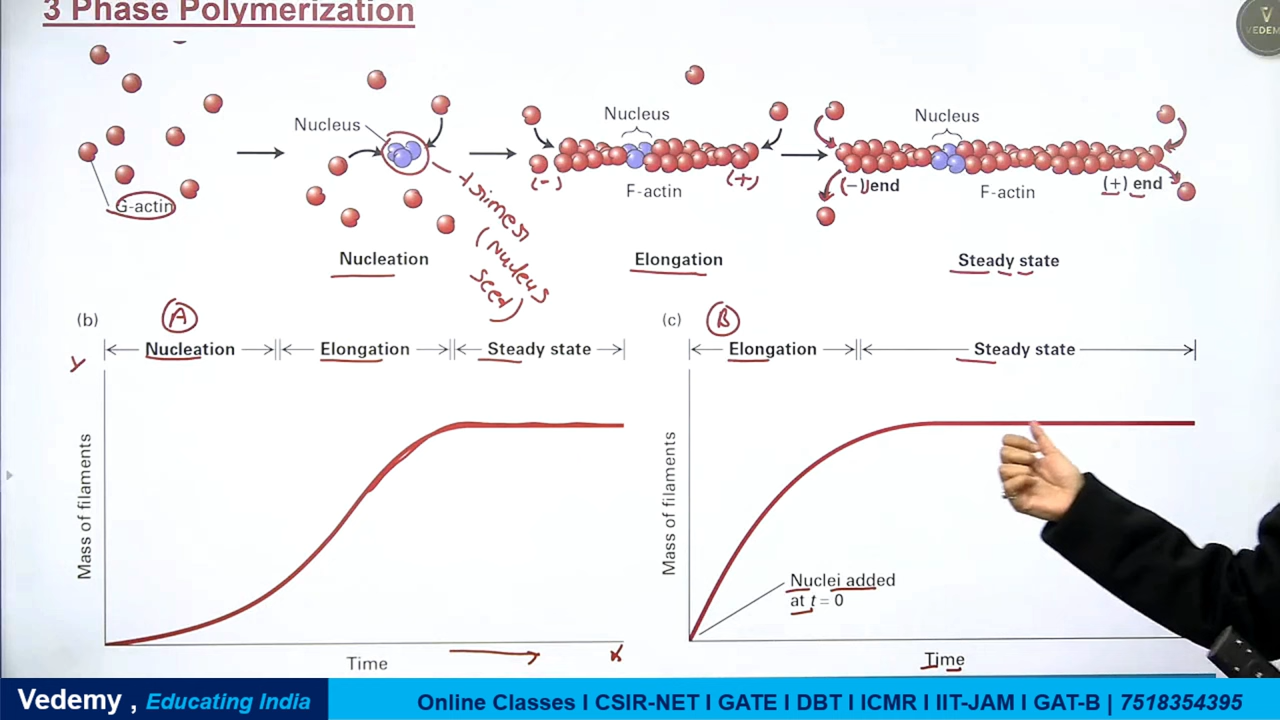 3 Phase Polymerization
V
VEDEM
Nucleus
Nucleus
Nucleus
G-actin
(-)
(+)
F-actin
(-) end
F-actin
(+) end
trimer
(Nucleus
seed)
Nucleation
Elongation
Steady state
(b)
A
(c)
B
Nucleation
Elongation
Steady state
Elongation
Steady state
Y
Mass of filaments
Mass of filaments
Nuclei added
at t = 0
Time
X
Time
Vedemy , Educating India
Online Classes I CSIR-NET I GATE I DBT I ICMR I IIT-JAM I GAT-B | 7518354395